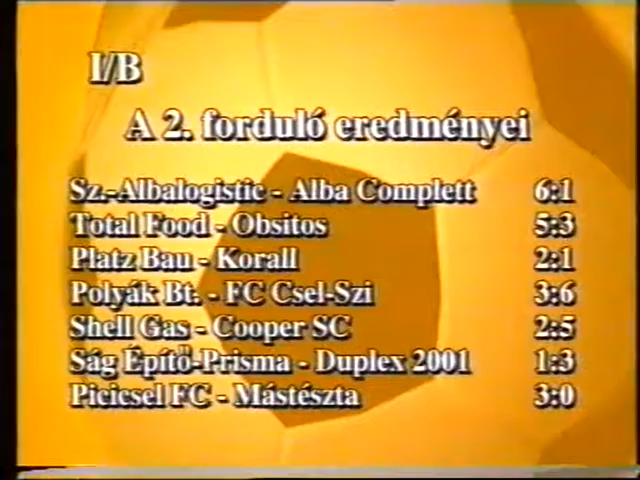 I/B
A 2. forduló eredményei
Sz.-Albalogistic - Alba Complett 6:1
Total Food - Obsitos 5:3
Platz Bau - Korall 2:1
Polyák Bt. - FC Csel-Szi 3:6
Shell Gas - Cooper SC 2:5
Ság Építő-Prisma - Duplex 2001 1:3
Picicsel FC - Mástészta 3:0